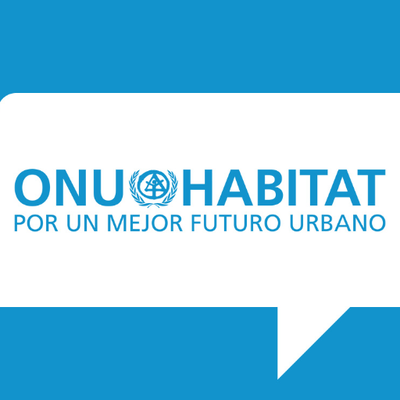 ONU HABITAT
POR UN MEJOR FUTURO URBANO